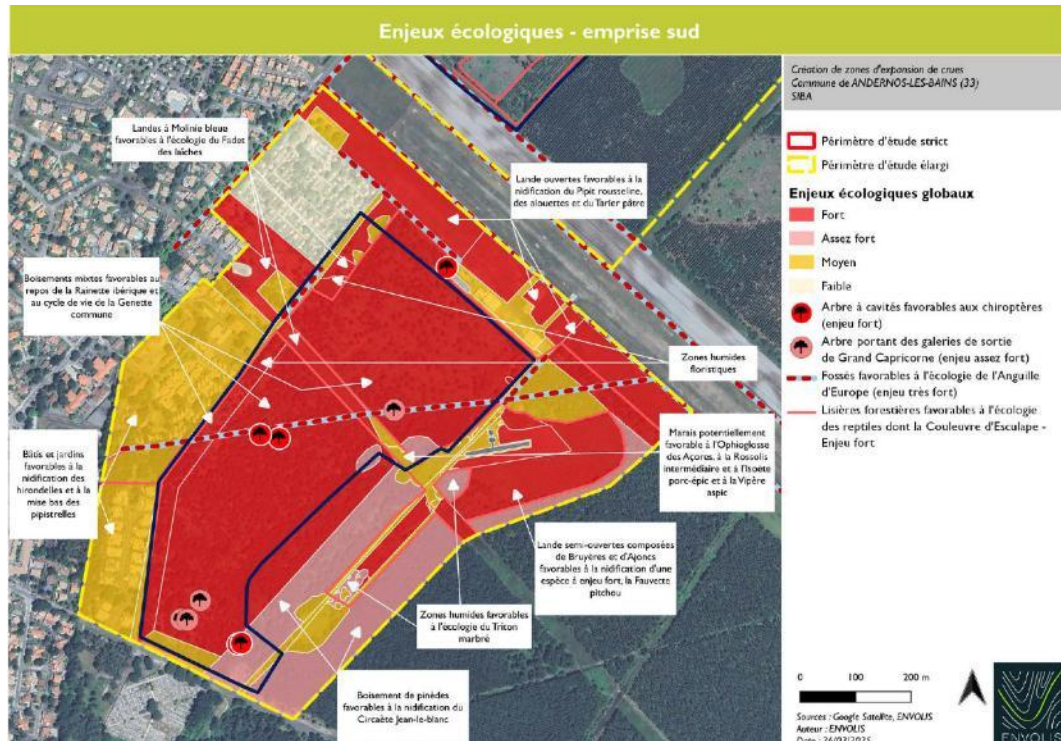 Enjeux écologiques - emprise sud
Création de zones d'expansion de crues
Commune de ANDERNOS-LES-BAINS (33)
SIBA
Périmètre d'étude strict
Périmètre d'étude élargi
Enjeux écologiques globaux
Fort
Assez fort
Moyen
Faible
Arbre à cavités favorables aux chiroptères
(enjeu fort)
Arbre portant des galeries de sortie
de Grand Capricorne (enjeu assez fort)
Fossés favorables à l'écologie de l'Anguille
d'Europe (enjeu très fort)
Lisières forestières favorables à l'écologie
des reptiles dont la Couleuvre d'Esculape -
Enjeu fort
Landes à Molinie bleue
favorables à l'écologie du Fadet
des laîches
Lande ouvertes favorables à la
nidification du Pipit rousseline,
des alouettes et du Tarier pâtre
Boisements mixtes favorables au
repos de la Rainette ibérique et
au cycle de vie de la Genette
commune
Zones humides
floristiques
Bâtis et jardins
favorables à la
nidification des
hirondelles et à la
mise bas des
pipistrelles
Marais potentiellement
favorable à l'Ophioglosse
des Açores, à la Rossolis
intermédiaire et à l'Isoète
porc-épic et à la Vipère
aspic
Lande semi-ouvertes composées
de Bruyères et d'Ajoncs
favorables à la nidification d'une
espèce à enjeu fort, la Fauvette
pitchou
Zones humides favorables
à l'écologie du Triton
marbré
Boisement de pinèdes
favorables à la nidification du
Circaète Jean-le-blanc
0 100 200 m
Sources : Google Satellite, ENVOLIS
Auteur : ENVOLIS
Date : 26/03/2025
ENVOLIS